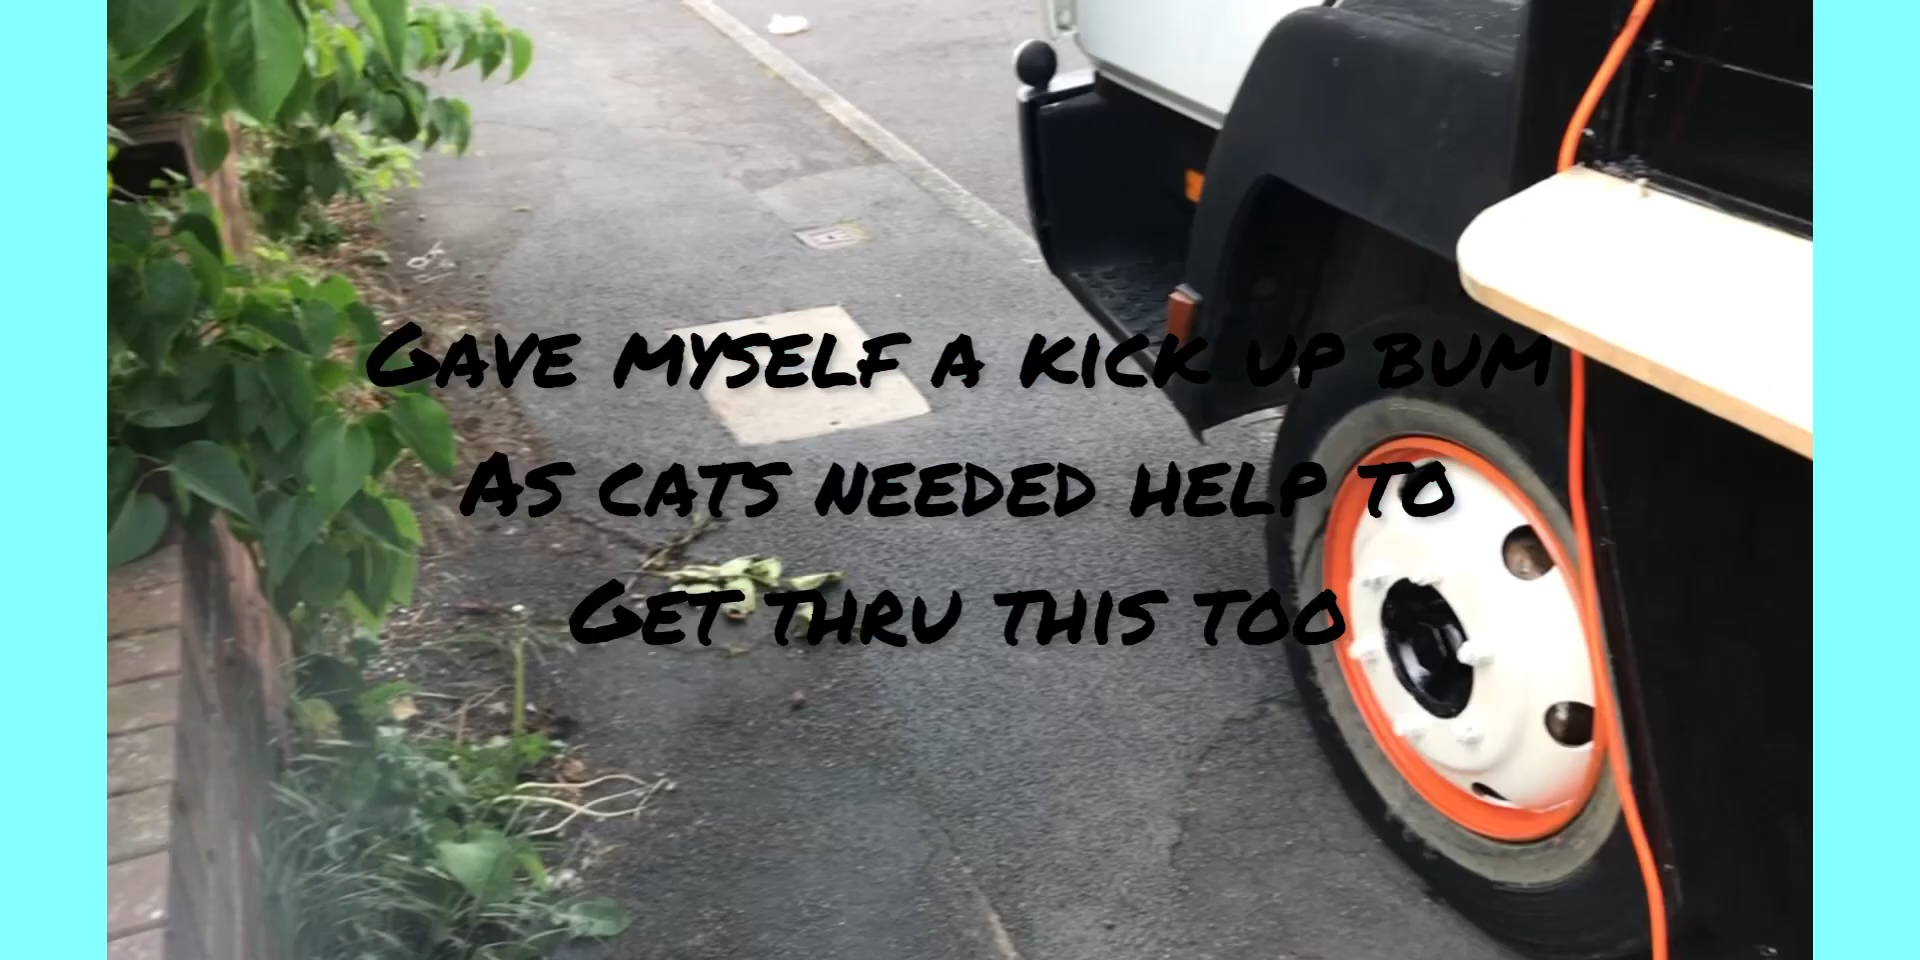 Gave myself a kick up bum
As cats needed help to
Get thru this too